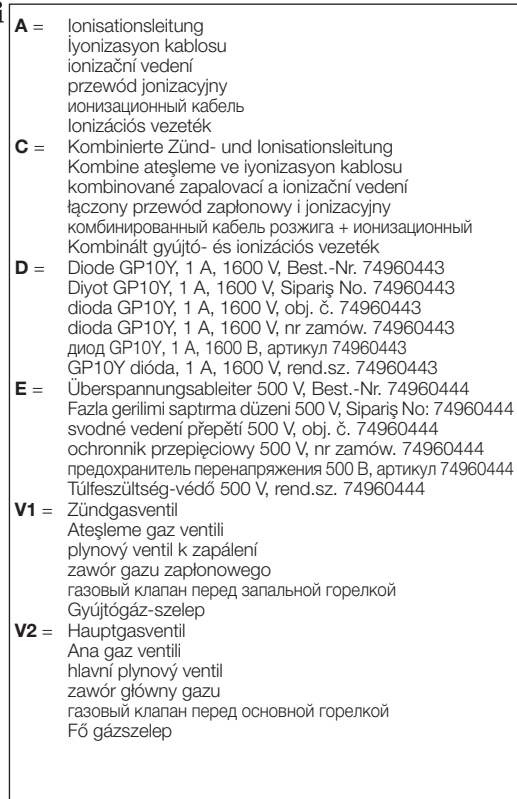 A = Ionisationsleitung
İyonizasyon kablosu
ionizační vedení
przewód jonizacyjny
ионизационный кабель
Ionizációs vezeték
C = Kombinierte Zünd- und Ionisationsleitung
Kombine ateşleme ve iyonizasyon kablosu
kombinované zapalovací a ionizační vedení
łączony przewód zapłonowy i jonizacyjny
комбинированный кабель розжига + ионизационный
Kombinált gyújtó- és ionizációs vezeték
D = Diode GP10Y, 1 A, 1600 V, Best.-Nr. 74960443
Diyot GP10Y, 1 A, 1600 V, Sipariş No. 74960443
dioda GP10Y, 1 A, 1600 V, obj. č. 74960443
dioda GP10Y, 1 A, 1600 V, nr zamów. 74960443
диод GP10Y, 1 A, 1600 В, артикул 74960443
GP10Y dióda, 1 A, 1600 V, rend.sz. 74960443
E = Überspannungsableiter 500 V, Best.-Nr. 74960444
Fazla gerilimi saptırma düzeni 500 V, Sipariş No: 74960444
svodné vedení přepětí 500 V, obj. č. 74960444
ochronnik przepięciowy 500 V, nr zamów. 74960444
предохранитель перенапряжения 500 В, артикул 74960444
Túlfeszültség-védő 500 V, rend.sz. 74960444
V1 = Zündgasventil
Ateşleme gaz ventili
plynový ventil k zapálení
zawór gazu zapłonowego
газовый клапан перед запальной горелкой
Gyújtógáz-szelep
V2 = Hauptgasventil
Ana gaz ventili
hlavní plynový ventil
zawór główny gazu
газовый клапан перед основной горелкой
Fő gázszelep